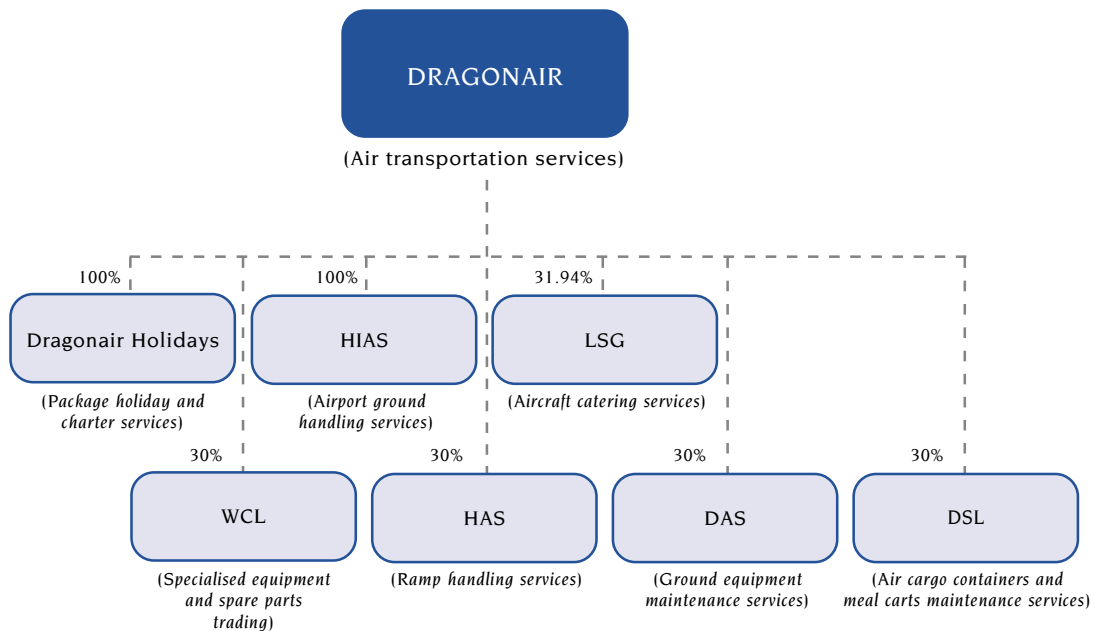 DRAGONAIR
(Air transportation services)
100%
100%
31.94%
Dragonair Holidays
HIAS
LSG
(Package holiday and
charter services)
(Airport ground
handling services)
(Aircraft catering services)
30%
30%
30%
30%
WCL
HAS
DAS
DSL
(Specialised equipment
and spare parts
trading)
(Ramp handling services)
(Ground equipment
maintenance services)
(Air cargo containers and
meal carts maintenance services)